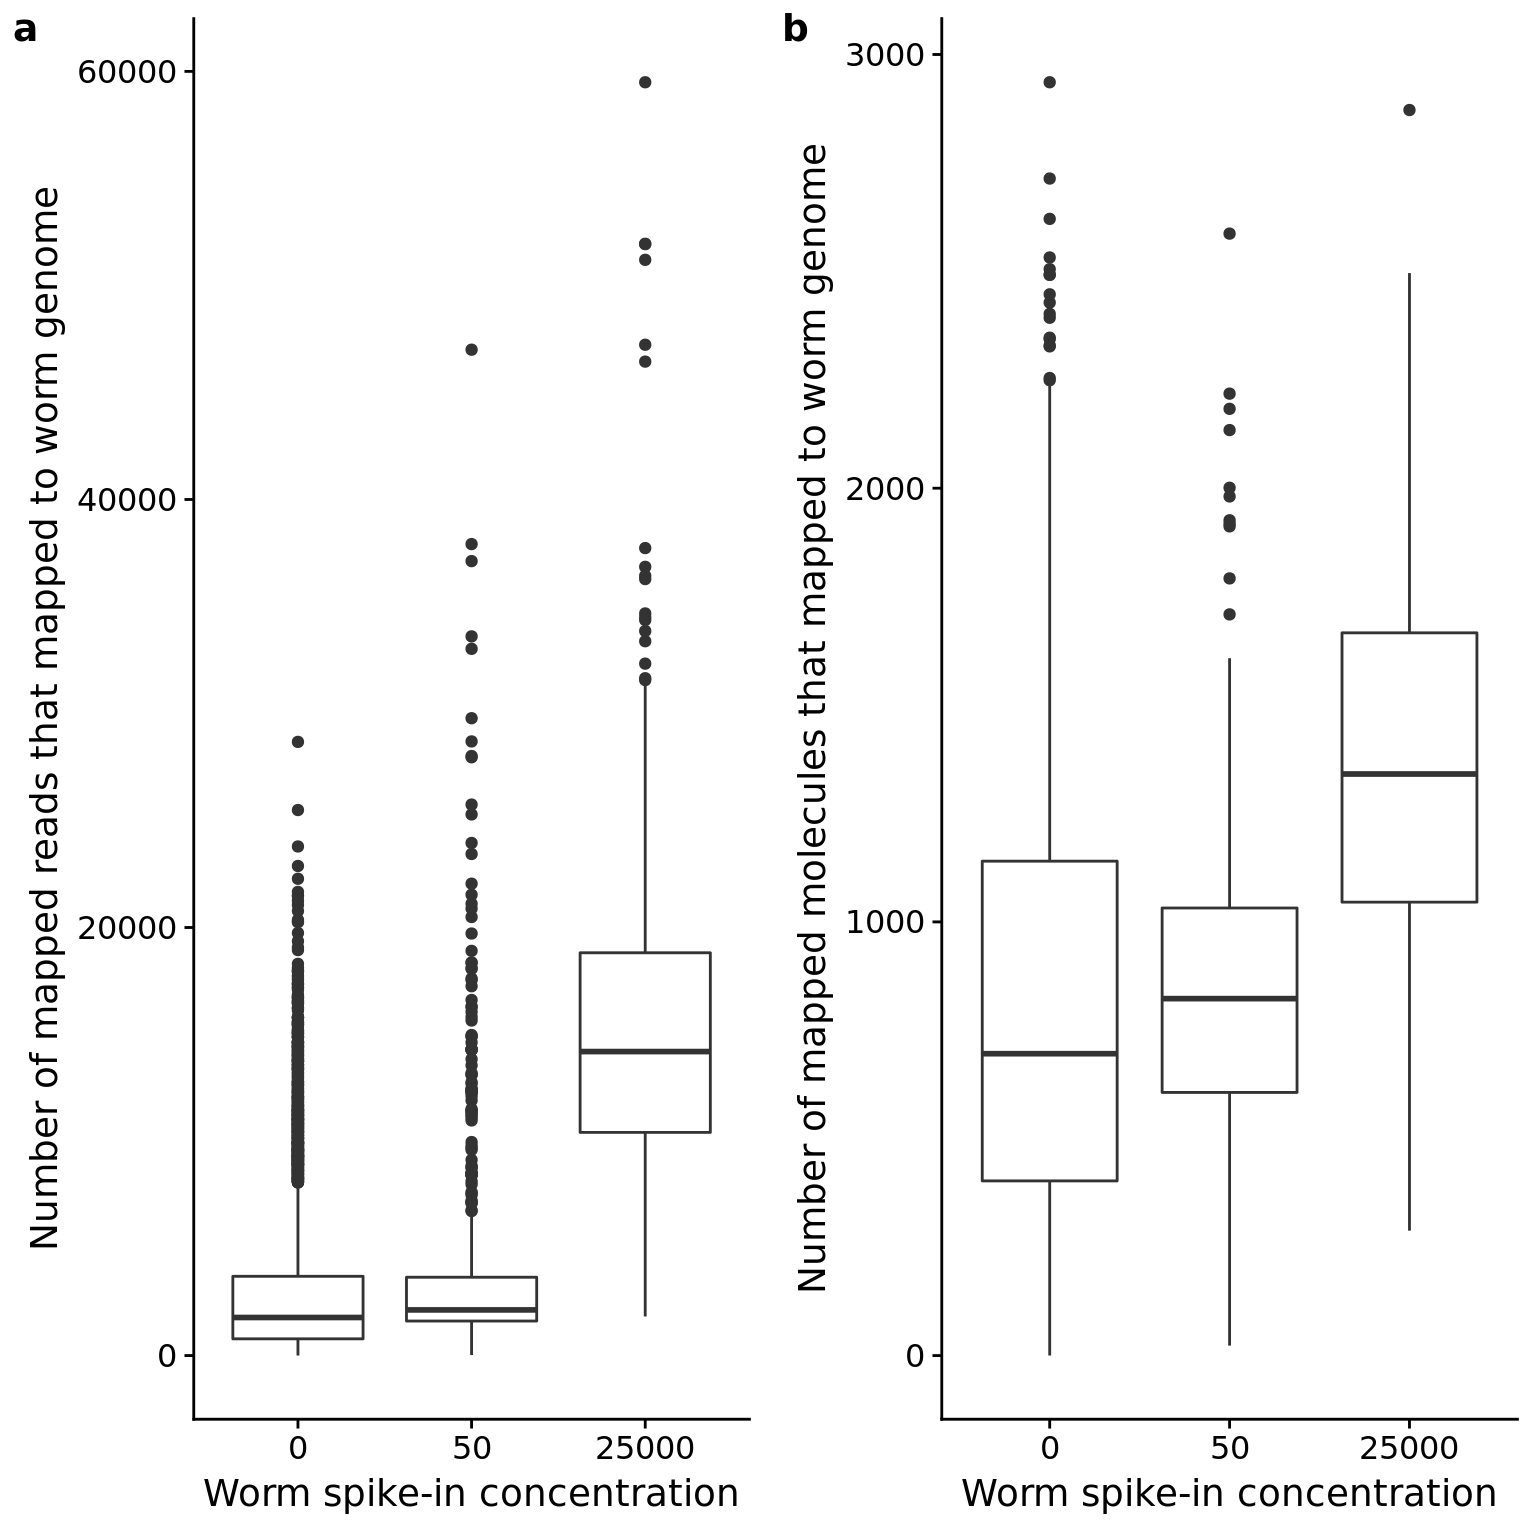 a
Number of mapped reads that mapped to worm genome
60000
40000
20000
0
0 50 25000
Worm spike-in concentration
b
Number of mapped molecules that mapped to worm genome
3000
2000
1000
0
0 50 25000
Worm spike-in concentration